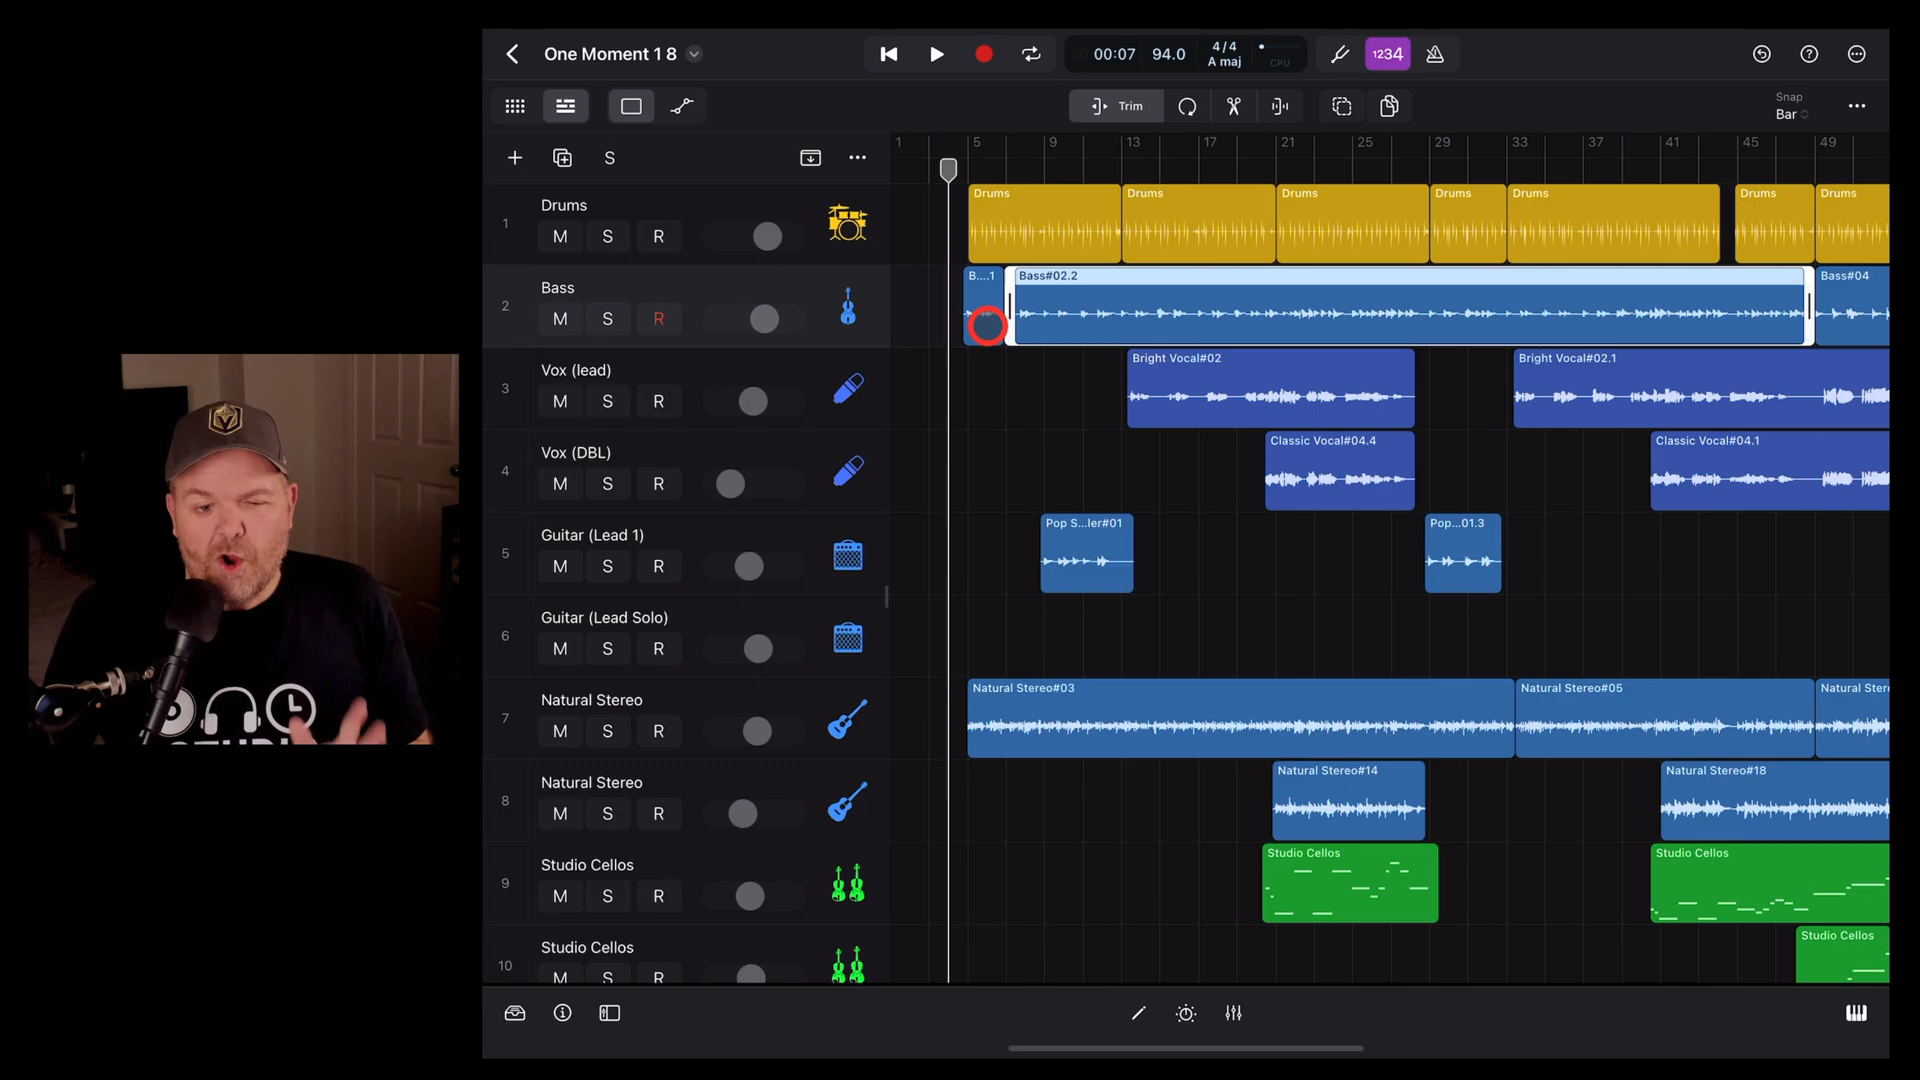 One Moment 1 8
00:07
94.0
4/4
A maj
CPU
1234
Trim
Snap
Bar
S
1
5
9
13
17
21
25
29
33
37
41
45
49
1
Drums
M S R
Drums
Drums
Drums
Drums
Drums
Drums
Drums
2
Bass
M S R
B....1
Bass#02.2
Bass#04
3
Vox (lead)
M S R
Bright Vocal#02
Bright Vocal#02.1
4
Vox (DBL)
M S R
Classic Vocal#04.4
Classic Vocal#04.1
5
Guitar (Lead 1)
M S R
Pop S...ler#01
Pop...01.3
6
Guitar (Lead Solo)
M S R
7
Natural Stereo
M S R
Natural Stereo#03
Natural Stereo#05
Natural Ster
8
Natural Stereo
M S R
Natural Stereo#14
Natural Stereo#18
9
Studio Cellos
M S R
Studio Cellos
Studio Cellos
10
Studio Cellos
M S R
Studio Cellos